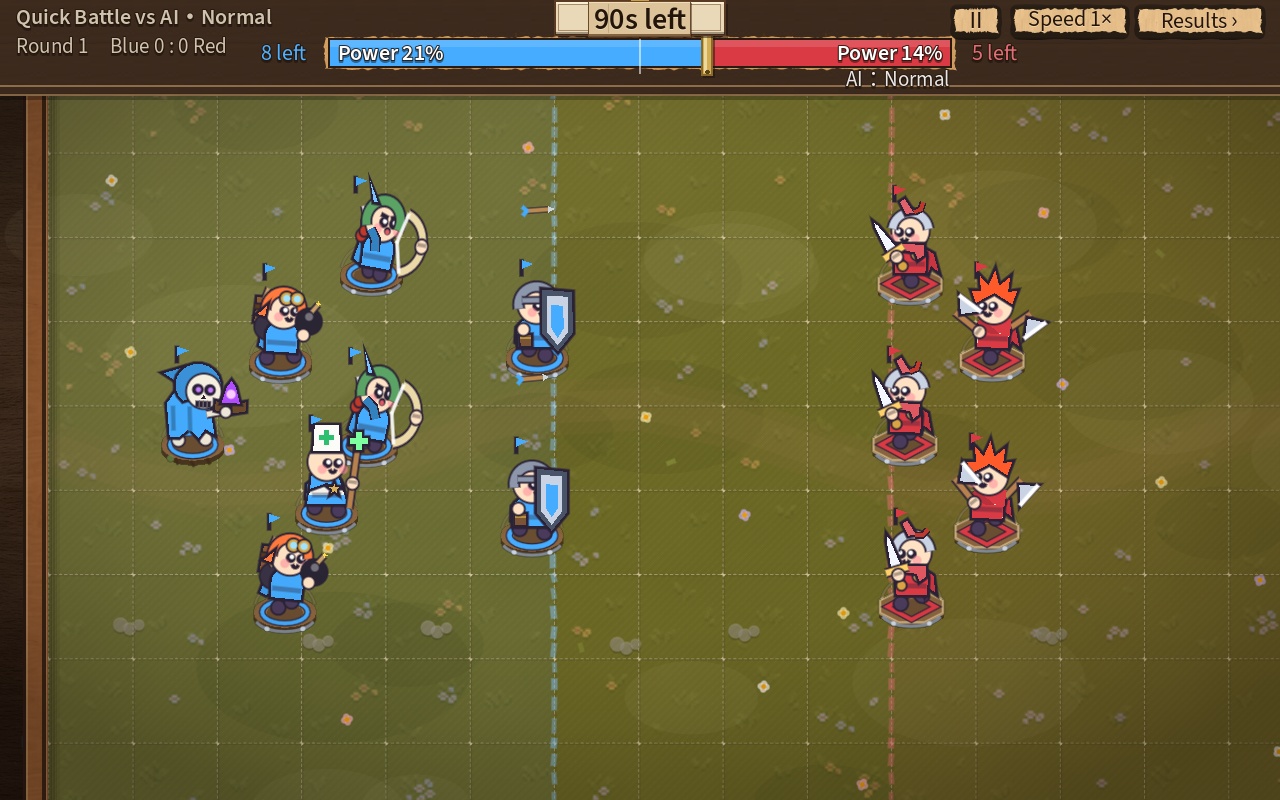 Quick Battle vs AI • Normal
90s left
II
Speed 1×
Results ›
Round 1 Blue 0 : 0 Red
8 left
Power 21%
Power 14%
5 left
AI : Normal